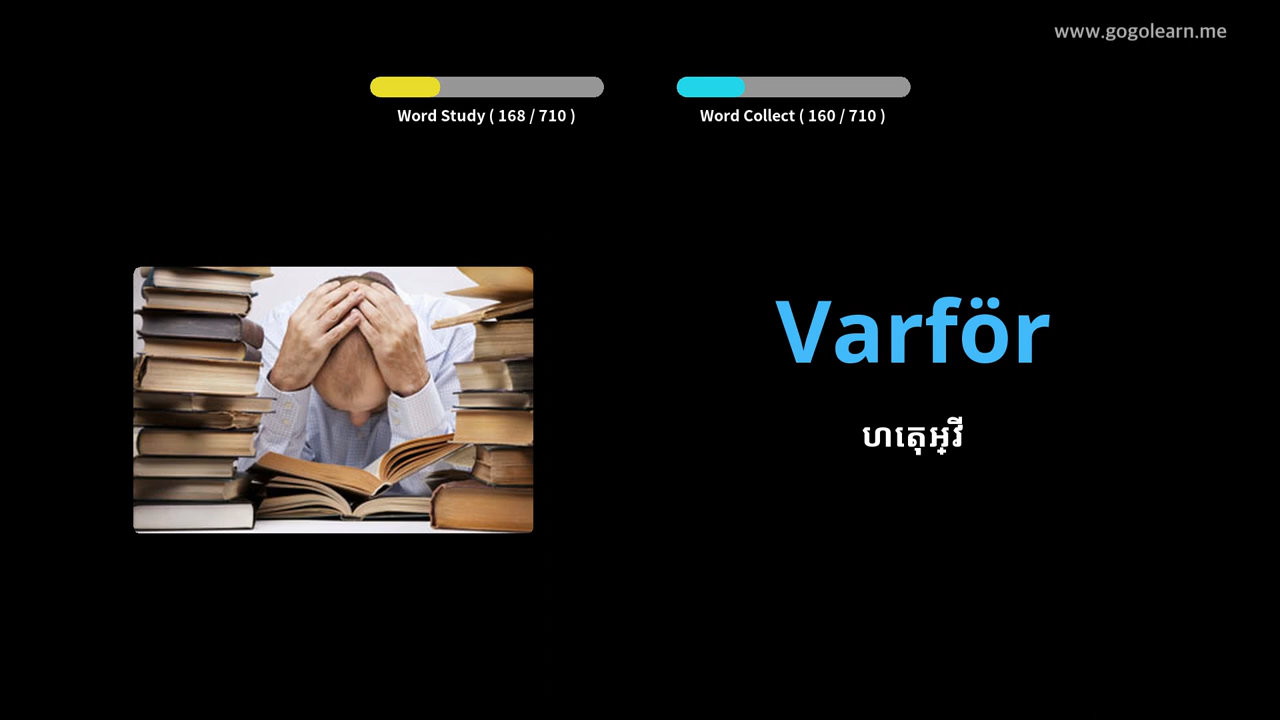 www.gogolearn.me
Word Study ( 168 / 710 )
Word Collect ( 160 / 710 )
Varför
ហតេុអ្វី